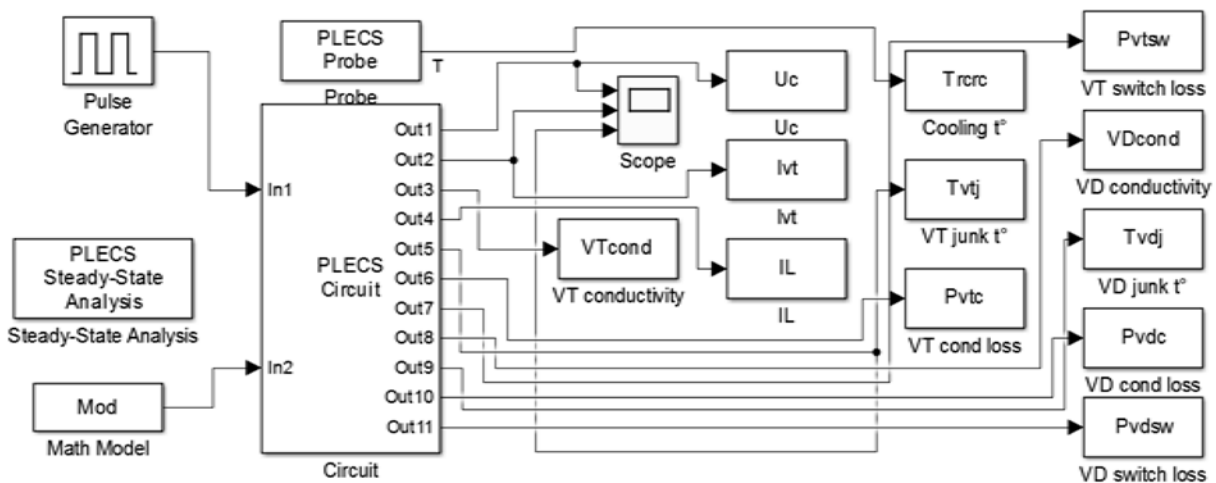 Pulse
Generator
PLECS
Probe
Probe
T
Out1
Out2
Out3
Out4
Out5
Out6
Out7
Out8
Out9
Out10
Out11
In1
In2
PLECS
Circuit
Circuit
PLECS
Steady-State
Analysis
Steady-State Analysis
Mod
Math Model
Scope
VTcond
VT conductivity
Uc
Uc
Ivt
Ivt
IL
IL
Trcrc
Cooling t°
Tvtj
VT junk t°
Pvtc
VT cond loss
Pvtsw
VT switch loss
VDcond
VD conductivity
Tvdj
VD junk t°
Pvdc
VD cond loss
Pvdsw
VD switch loss